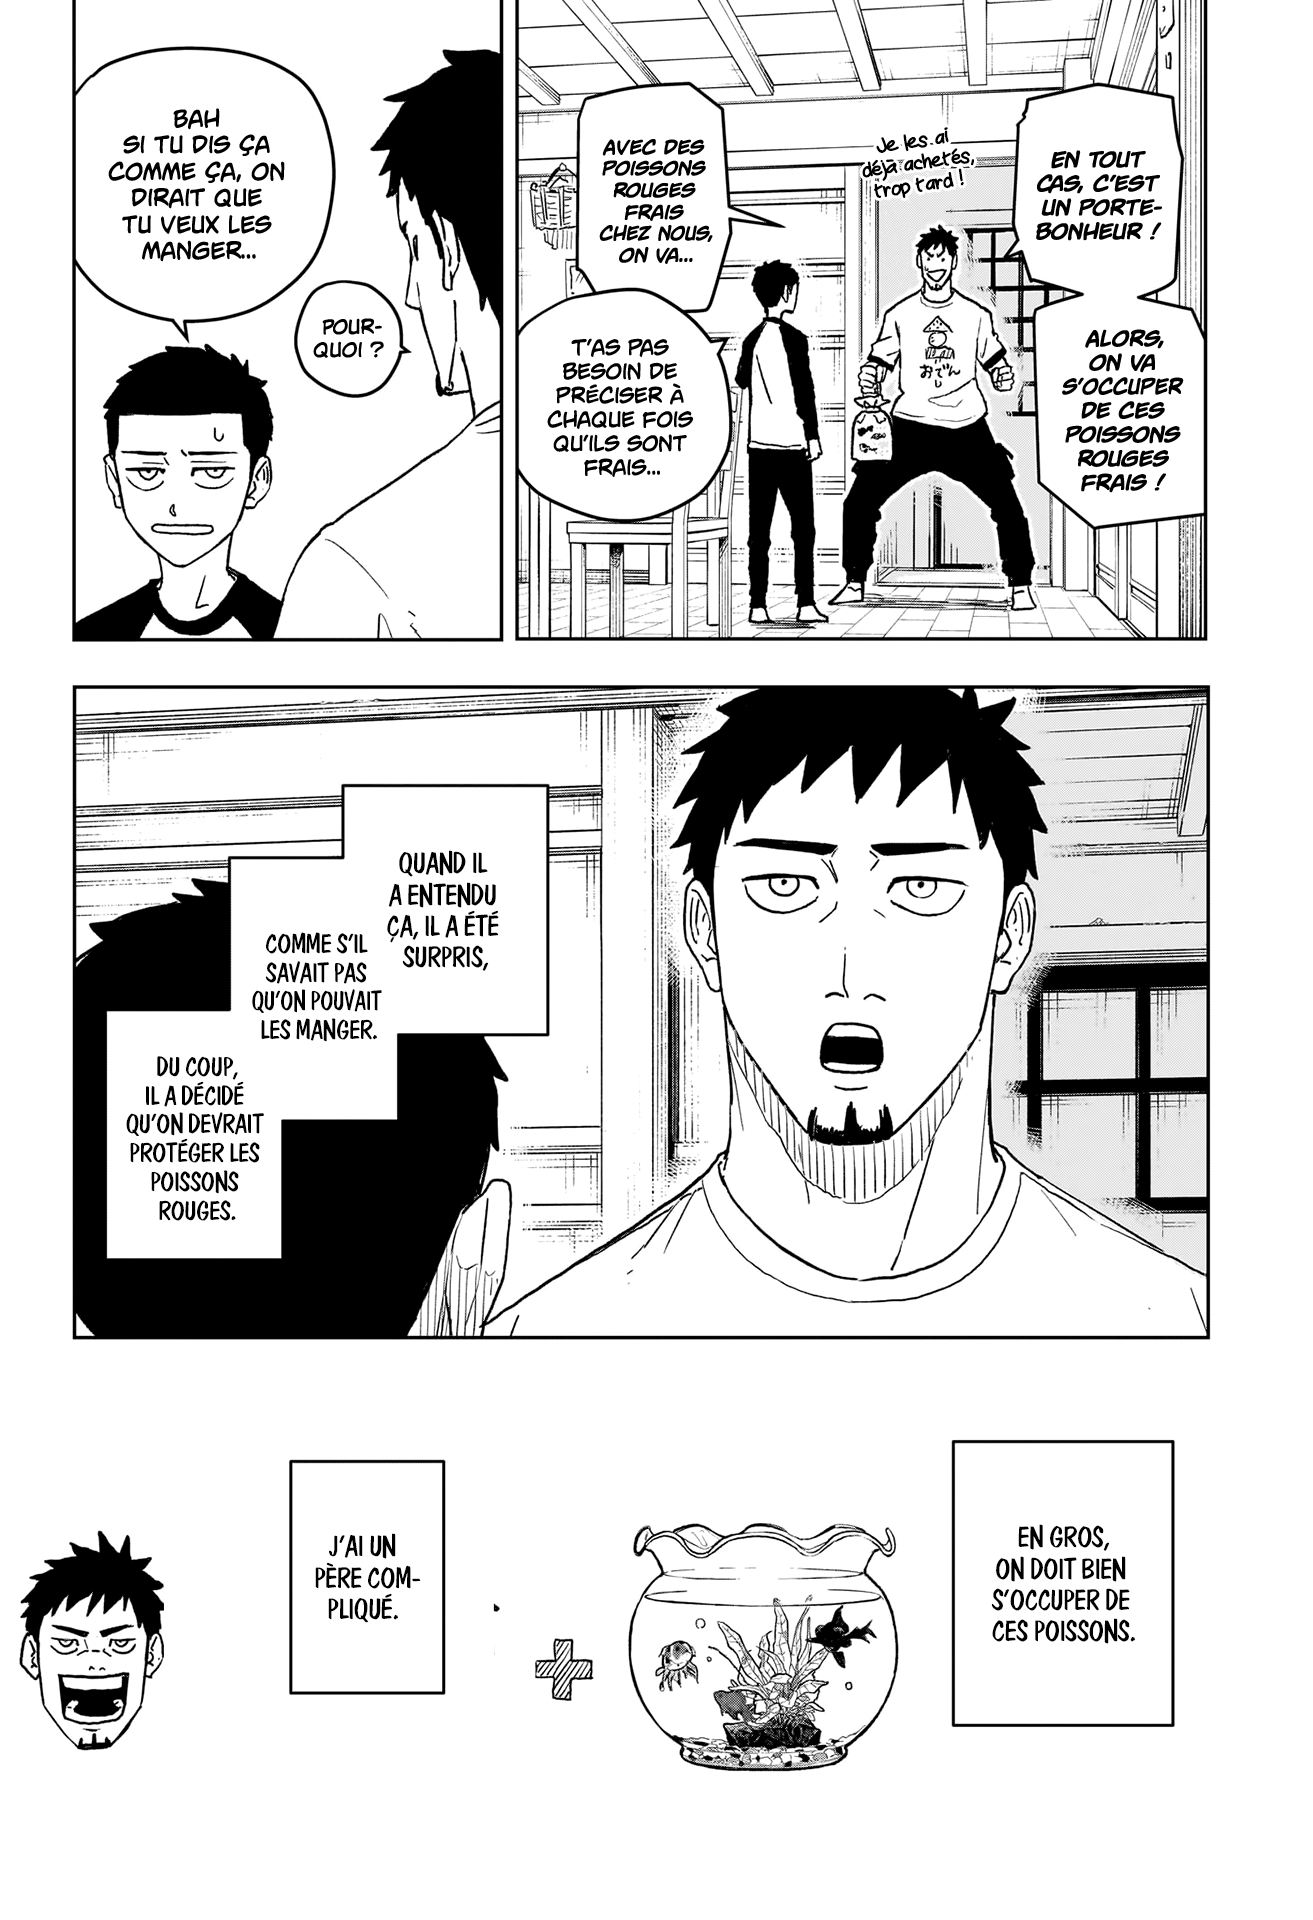 EN TOUT
CAS, C'EST
UN PORTE-
BONHEUR !
Je les ai
déjà achetés,
trop tard !
ALORS,
ON VA
S'OCCUPER
DE CES
POISSONS
ROUGES
FRAIS !
おでん
し
AVEC DES
POISSONS
ROUGES
FRAIS
CHEZ NOUS,
ON VA...
T'AS PAS
BESOIN DE
PRÉCISER À
CHAQUE FOIS
QU'ILS SONT
FRAIS...
BAH
SI TU DIS ÇA
COMME ÇA, ON
DIRAIT QUE
TU VEUX LES
MANGER...
POUR-
QUOI ?
QUAND IL
A ENTENDU
ÇA, IL A ÉTÉ
SURPRIS,
COMME S'IL
SAVAIT PAS
QU'ON POUVAIT
LES MANGER.
DU COUP,
IL A DÉCIDÉ
QU'ON DEVRAIT
PROTÉGER LES
POISSONS
ROUGES.
EN GROS,
ON DOIT BIEN
S'OCCUPER DE
CES POISSONS.
J'AI UN
PÈRE COM-
PLIQUÉ.